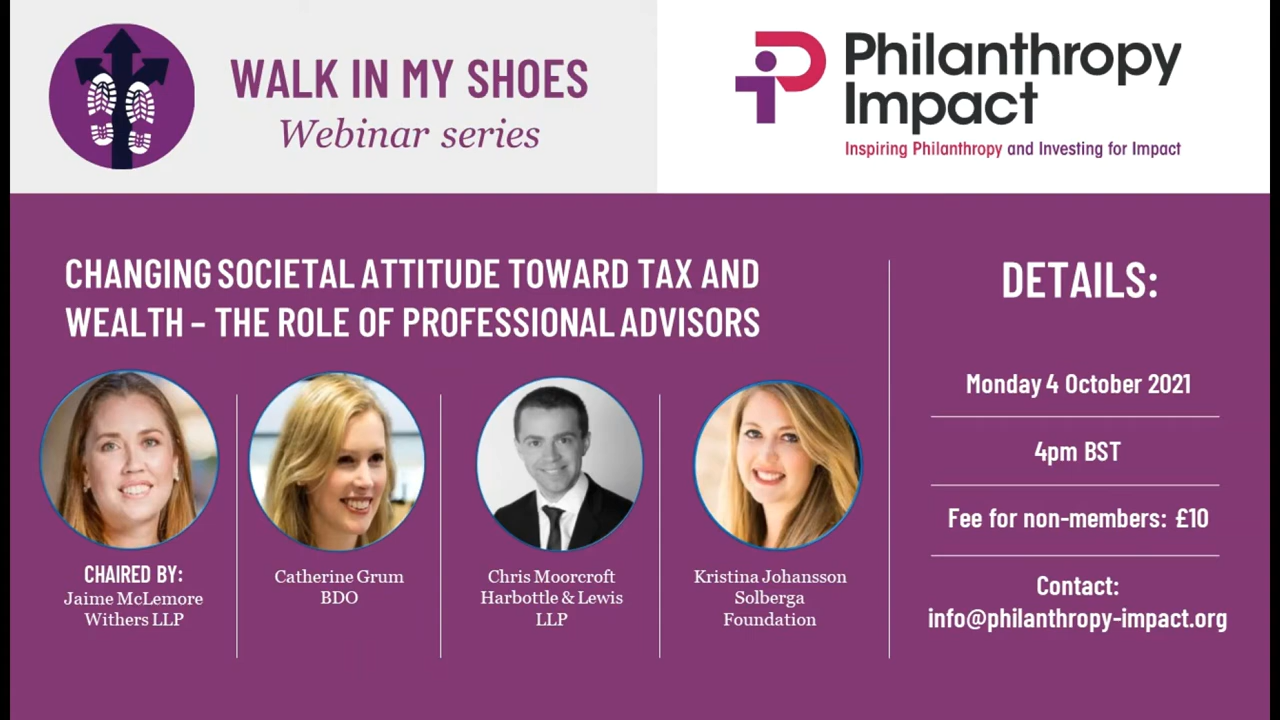 WALK IN MY SHOES
Webinar series
Philanthropy
Impact
Inspiring Philanthropy and Investing for Impact
CHANGING SOCIETAL ATTITUDE TOWARD TAX AND
WEALTH – THE ROLE OF PROFESSIONAL ADVISORS
CHAIRED BY:
Jaime McLemore
Withers LLP
Catherine Grum
BDO
Chris Moorcroft
Harbottle & Lewis
LLP
Kristina Johansson
Solberga
Foundation
DETAILS:
Monday 4 October 2021
4pm BST
Fee for non-members: £10
Contact:
info@philanthropy-impact.org